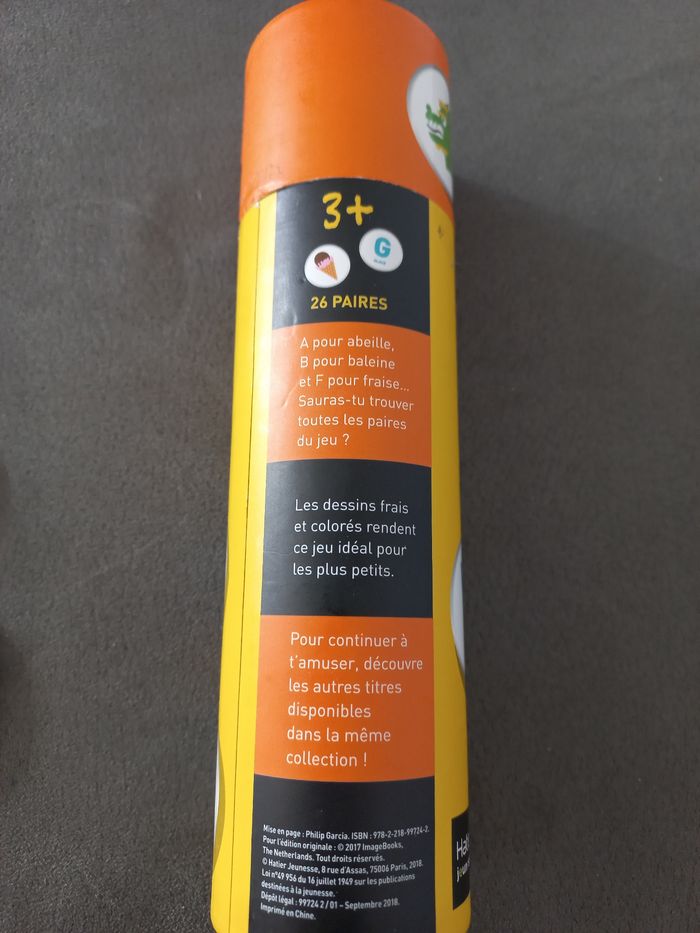 3+
G
26 PAIRES
A pour abeille,
B pour baleine
et F pour fraise...
Sauras-tu trouver
toutes les paires
du jeu ?
Les dessins frais
et colorés rendent
ce jeu idéal pour
les plus petits.
Pour continuer à
t'amuser, découvre
les autres titres
disponibles
dans la même
collection !
Mise en page : Philip Garcia. ISBN : 978-2-218-99724-2.
Pour l'édition originale : © 2017 ImageBooks,
The Netherlands. Tout droits réservés.
© Hatier Jeunesse, 8 rue d'Assas, 75006 Paris, 2018.
Loi n°49 956 du 16 juillet 1949 sur les publications
destinées à la jeunesse.
Dépôt légal : 99724 2 / 01 – Septembre 2018.
Imprimé en Chine.